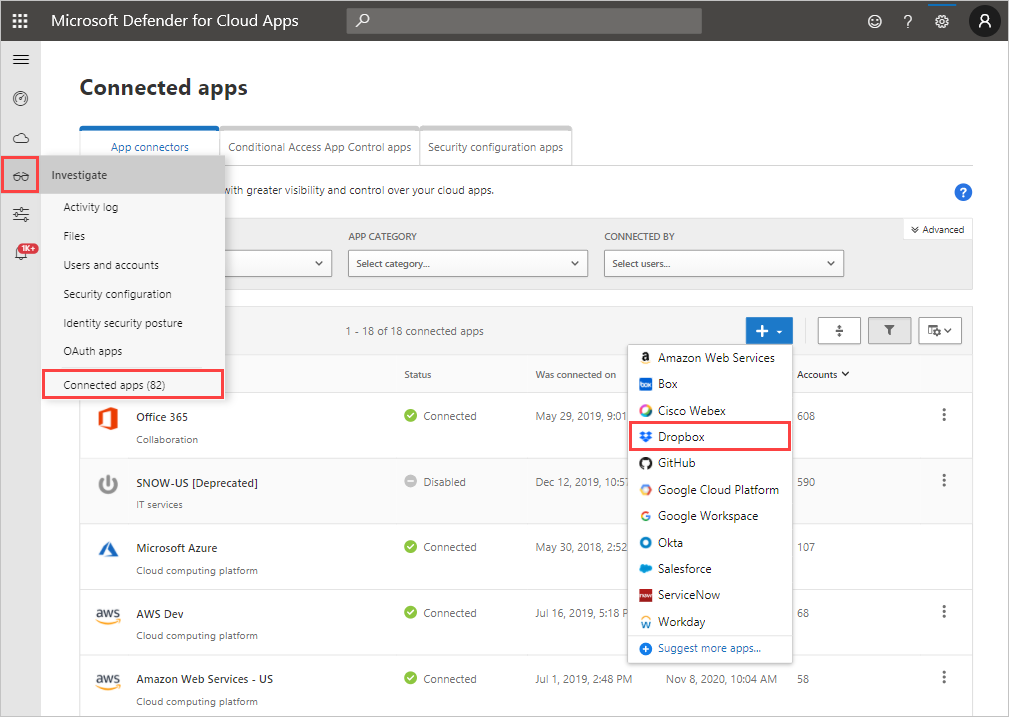 Microsoft Defender for Cloud Apps
?
Connected apps
App connectors
Conditional Access App Control apps
Security configuration apps
Investigate
with greater visibility and control over your cloud apps.
?
Activity log
Files
Users and accounts
Security configuration
Identity security posture
OAuth apps
Connected apps (82)
1K+
APP CATEGORY
CONNECTED BY
Advanced
Select category...
Select users...
1 - 18 of 18 connected apps
Status
Was connected on
Accounts
Amazon Web Services
Box
Cisco Webex
Dropbox
GitHub
Google Cloud Platform
Google Workspace
Okta
Salesforce
ServiceNow
Workday
Suggest more apps...
Office 365
Collaboration
Connected
May 29, 2019, 9:01
608
SNOW-US [Deprecated]
IT services
Disabled
Dec 12, 2019, 10:57
590
Microsoft Azure
Cloud computing platform
Connected
May 30, 2018, 2:52
107
aws
AWS Dev
Cloud computing platform
Connected
Jul 16, 2019, 5:18 P
68
aws
Amazon Web Services - US
Cloud computing platform
Connected
Jul 1, 2019, 2:48 PM
Nov 8, 2020, 10:04 AM
58